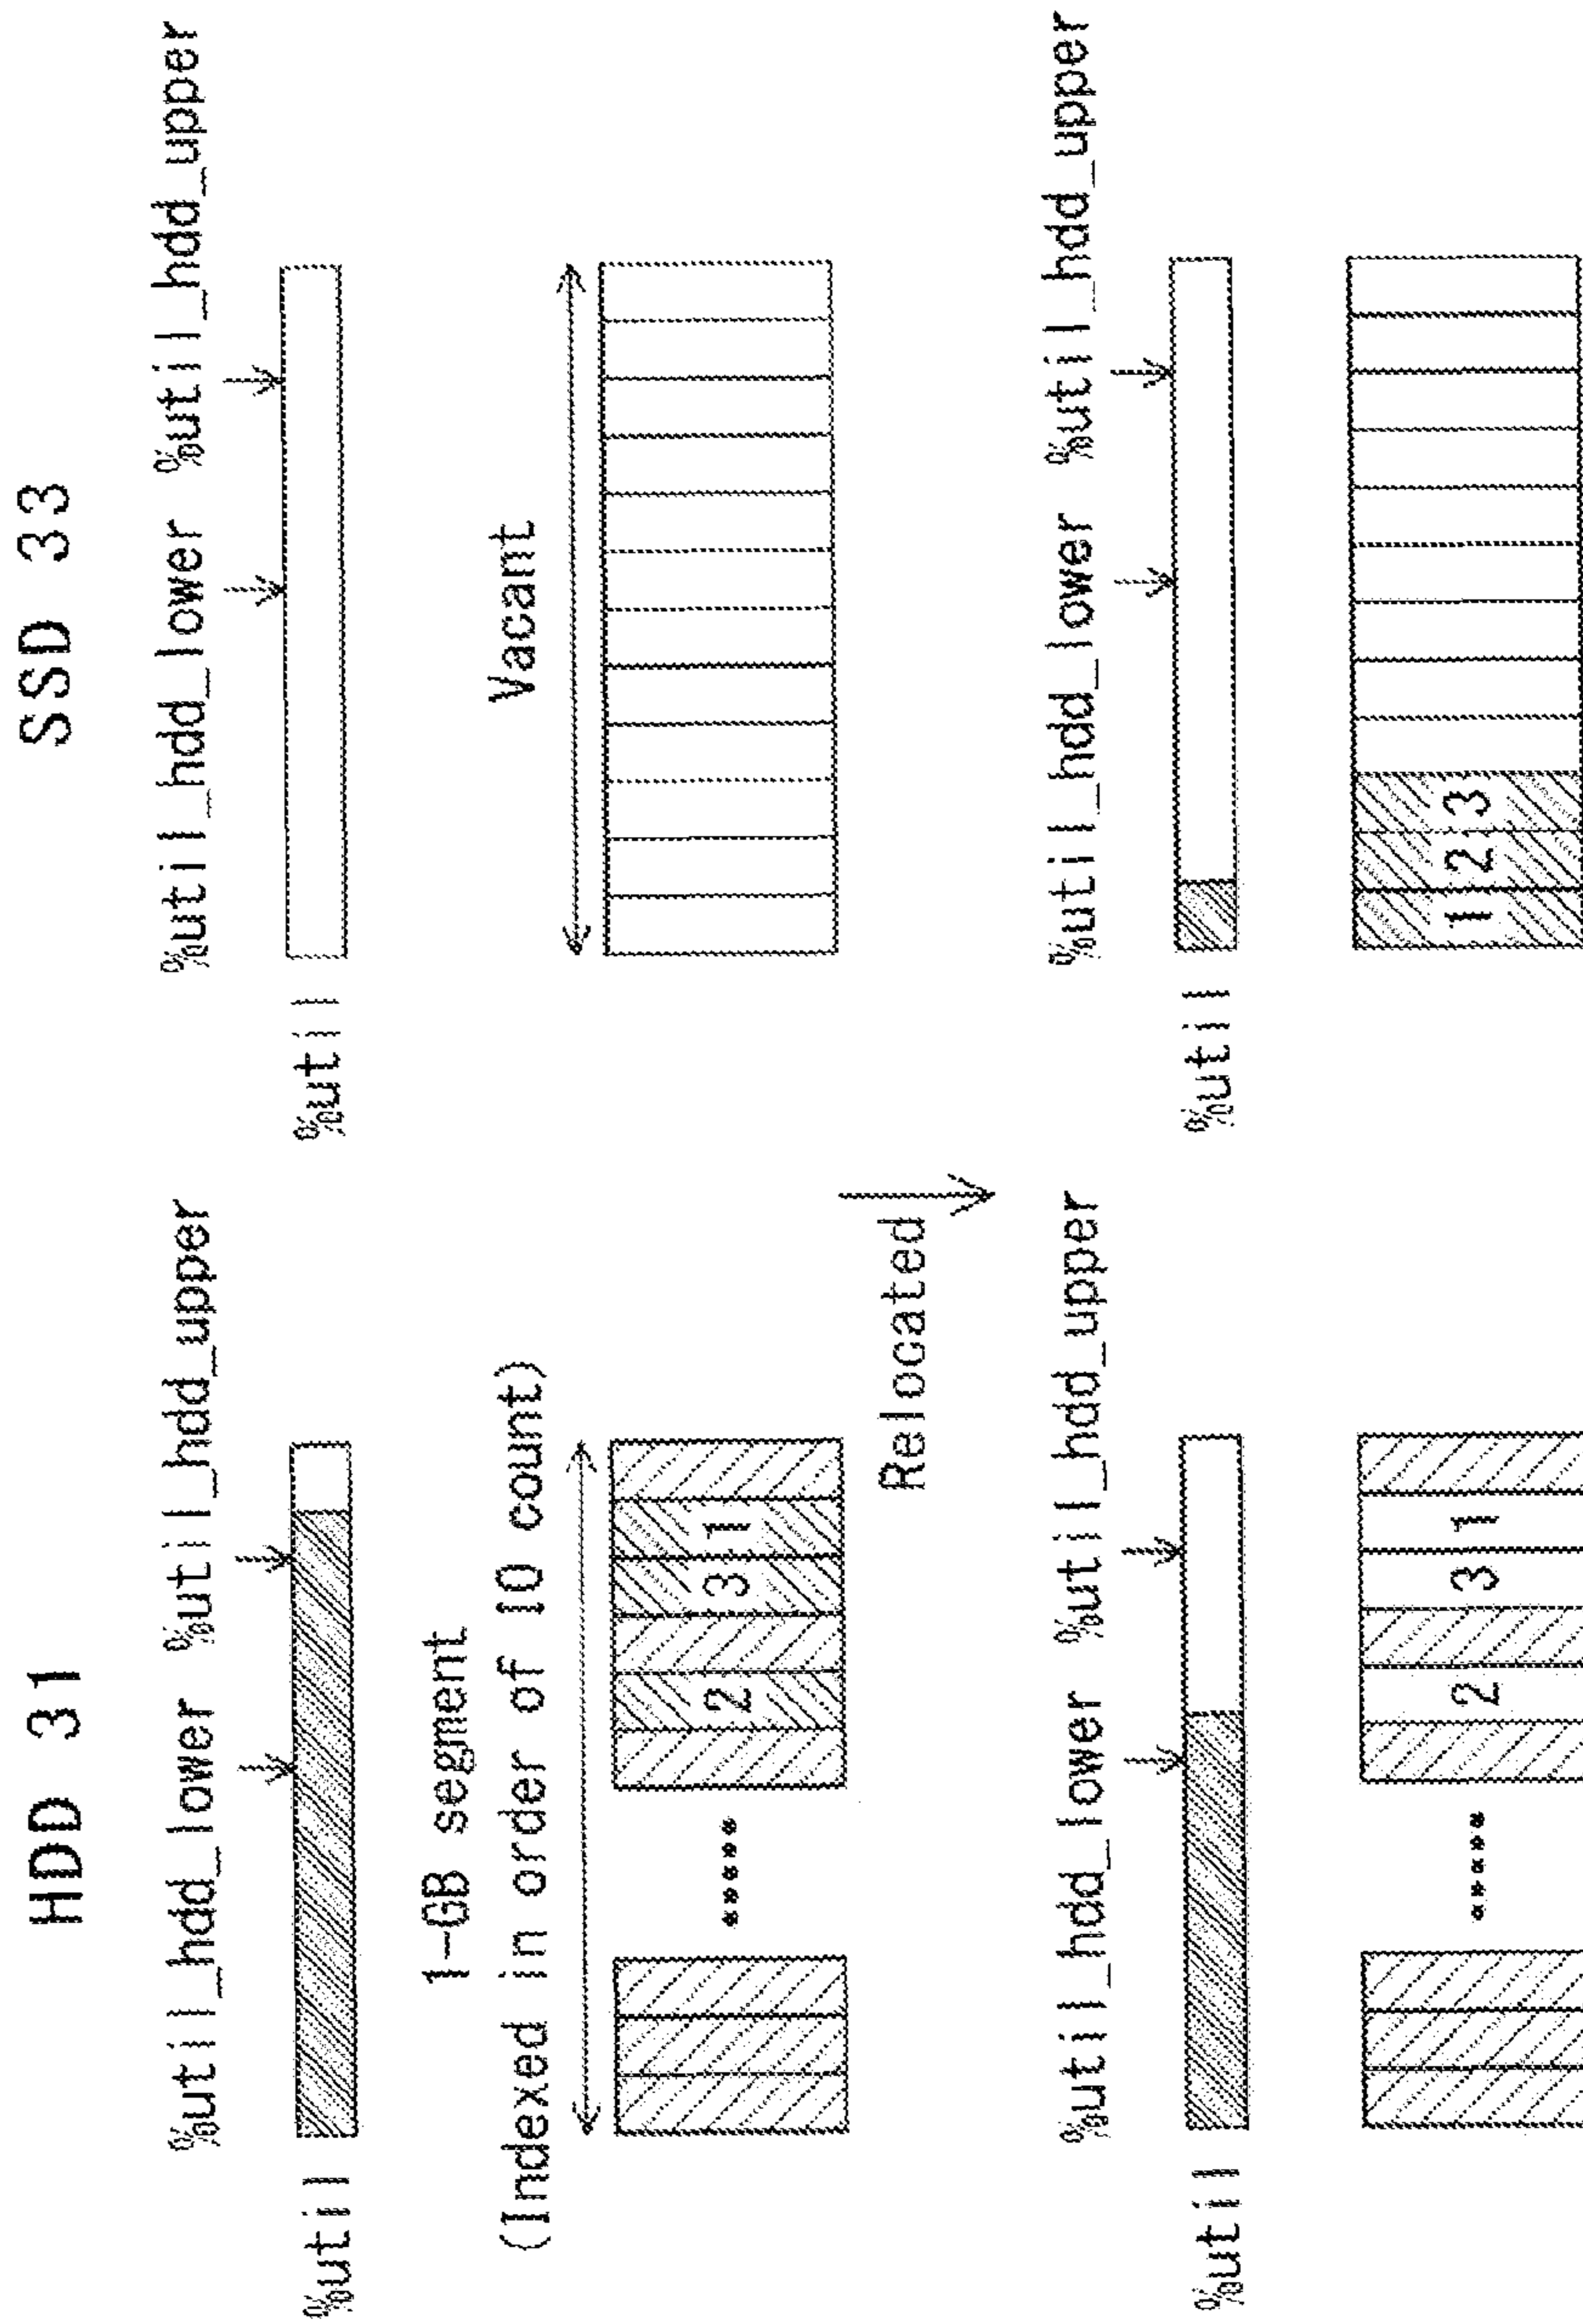 HDD 31
SSD 33
%util_hdd_lower %util_hdd_upper
%util_hdd_lower %util_hdd_upper
%util
%util
1-GB segment
(Indexed in order of IO count)
Vacant
2 3 1
Relocated
%util_hdd_lower %util_hdd_upper
%util_hdd_lower %util_hdd_upper
%util
%util
2 3 1
1 2 3